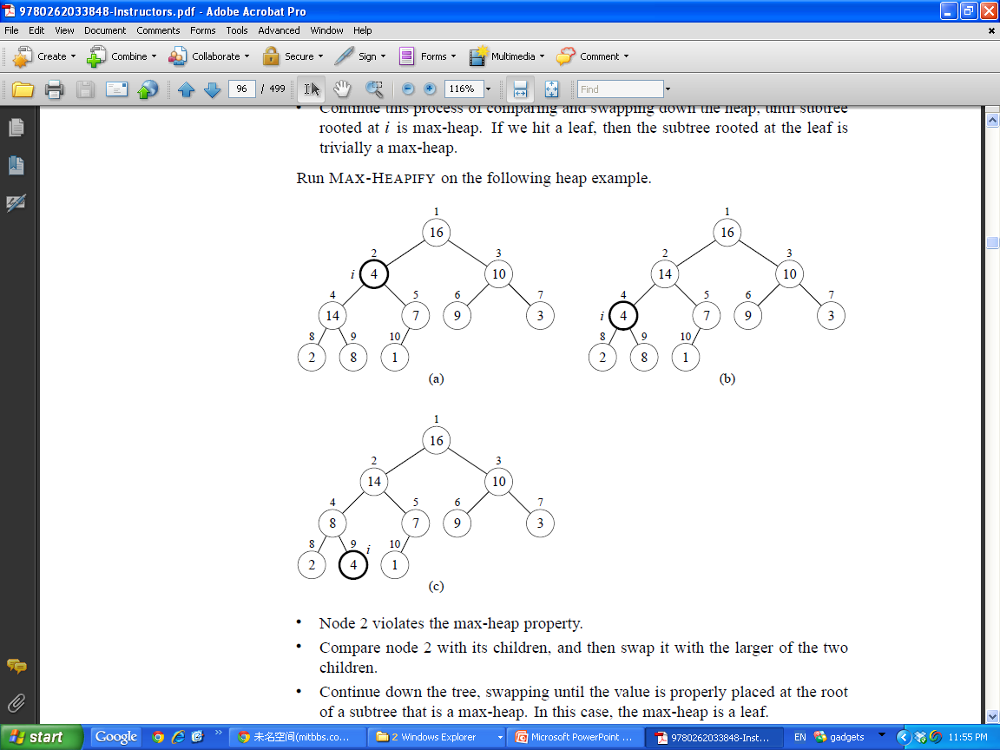 9780262033848-Instructors.pdf - Adobe Acrobat Pro
File Edit View Document Comments Forms Tools Advanced Window Help
Create Combine Collaborate Secure Sign Forms Multimedia Comment
96 / 499 116% Find
• Continue this process of comparing and swapping down the heap, until subtree
rooted at i is max-heap. If we hit a leaf, then the subtree rooted at the leaf is
trivially a max-heap.
Run MAX-HEAPIFY on the following heap example.
1 1
16 16
2 3 2 3
i 4 10 14 10
4 5 6 7 4 5 6 7
14 7 9 3 i 4 7 9 3
8 9 10 8 9 10
2 8 1 2 8 1
(a) (b)
1
16
2 3
14 10
4 5 6 7
8 7 9 3
8 9 i 10
2 4 1
(c)
• Node 2 violates the max-heap property.
• Compare node 2 with its children, and then swap it with the larger of the two
children.
• Continue down the tree, swapping until the value is properly placed at the root
of a subtree that is a max-heap. In this case, the max-heap is a leaf.
start Google » 未名空间(mitbbs.co... 2 Windows Explorer Microsoft PowerPoint ... 9780262033848-Inst... EN gadgets 11:55 PM